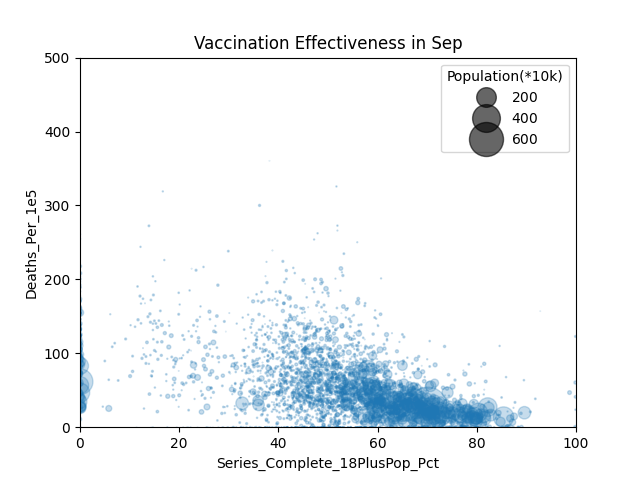 Vaccination Effectiveness in Sep
Population(*10k)
200
400
600
500
400
300
200
100
0
Deaths_Per_1e5
0 20 40 60 80 100
Series_Complete_18PlusPop_Pct